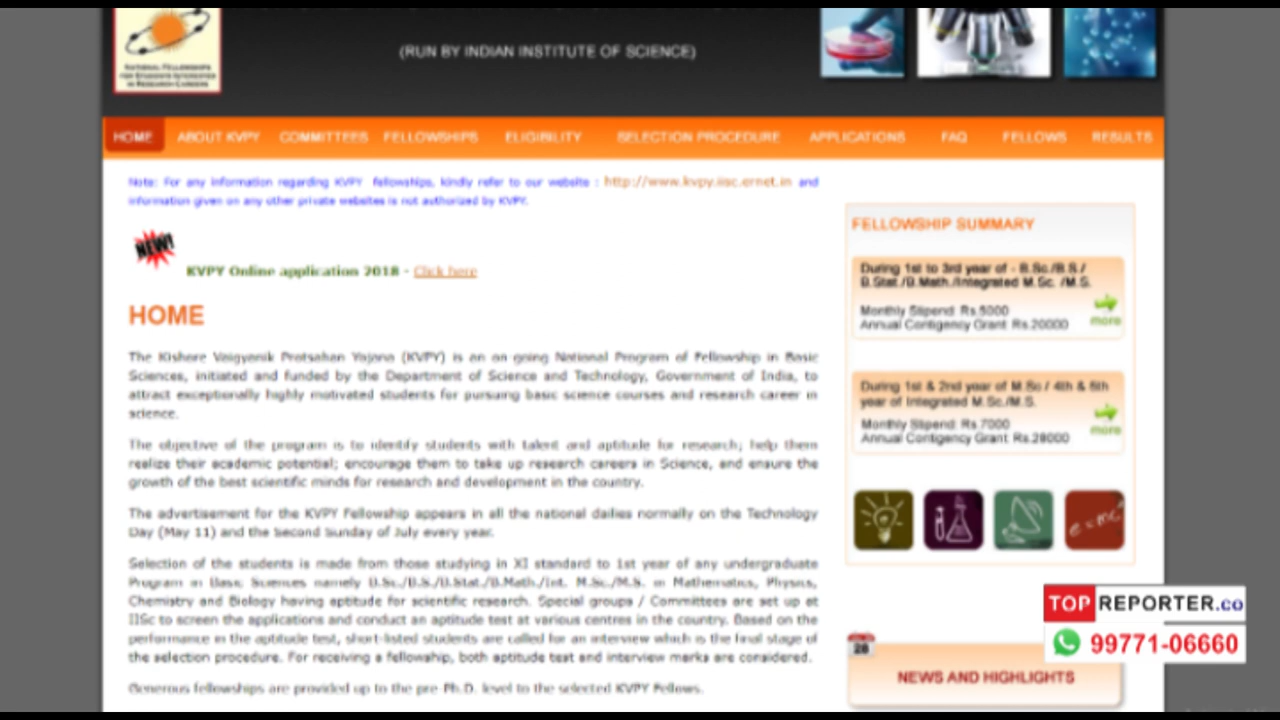 NATIONAL FELLOWSHIPS
FOR STUDENTS INTERESTED
IN RESEARCH CAREERS
(RUN BY INDIAN INSTITUTE OF SCIENCE)
HOME ABOUT KVPY COMMITTEES FELLOWSHIPS ELIGIBILITY SELECTION PROCEDURE APPLICATIONS FAQ FELLOWS RESULTS
Note: For any information regarding KVPY fellowships, kindly refer to our website : http://www.kvpy.iisc.ernet.in and
information given on any other private websites is not authorized by KVPY.
NEW!
KVPY Online application 2018 - Click here
HOME
The Kishore Vaigyanik Protsahan Yojana (KVPY) is an on going National Program of Fellowship in Basic
Sciences, initiated and funded by the Department of Science and Technology, Government of India, to
attract exceptionally highly motivated students for pursuing basic science courses and research career in
science.
The objective of the program is to identify students with talent and aptitude for research; help them
realize their academic potential; encourage them to take up research careers in Science, and ensure the
growth of the best scientific minds for research and development in the country.
The advertisement for the KVPY Fellowship appears in all the national dailies normally on the Technology
Day (May 11) and the Second Sunday of July every year.
Selection of the students is made from those studying in XI standard to 1st year of any undergraduate
Program in Basic Sciences namely B.Sc./B.S./B.Stat./B.Math./Int. M.Sc./M.S. in Mathematics, Physics,
Chemistry and Biology having aptitude for scientific research. Special groups / Committees are set up at
IISc to screen the applications and conduct an aptitude test at various centres in the country. Based on the
performance in the aptitude test, short-listed students are called for an interview which is the final stage of
the selection procedure. For receiving a fellowship, both aptitude test and interview marks are considered.
Generous fellowships are provided up to the pre Ph.D. level to the selected KVPY Fellows.
FELLOWSHIP SUMMARY
During 1st to 3rd year of - B.Sc./B.S./
B.Stat./B.Math./Integrated M.Sc. /M.S.
Monthly Stipend: Rs.5000
Annual Contigency Grant: Rs.20000
more
During 1st & 2nd year of M.Sc / 4th & 5th
year of Integrated M.Sc./M.S.
Monthly Stipend: Rs.7000
Annual Contigency Grant: Rs.28000
more
e=mc²
TOP REPORTER.co
99771-06660
28
NEWS AND HIGHLIGHTS